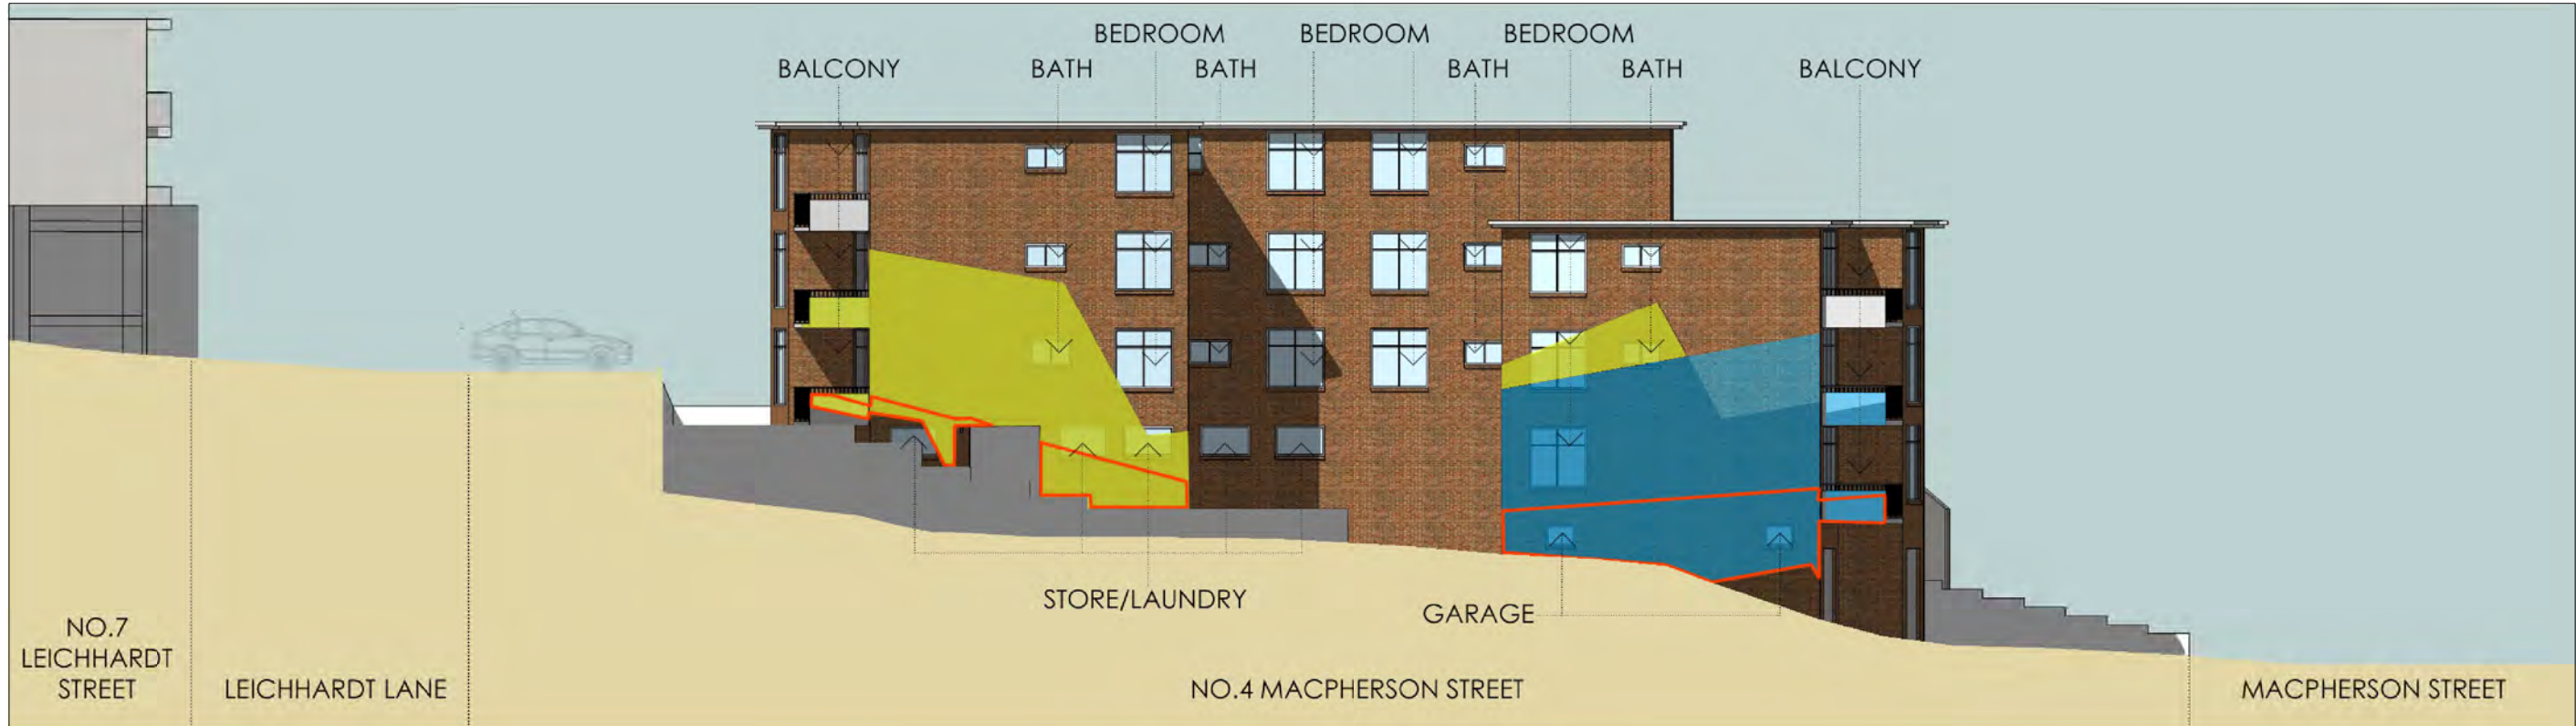 BEDROOM BEDROOM BEDROOM
BALCONY BATH BATH BATH BATH BALCONY
STORE/LAUNDRY
GARAGE
NO.7
LEICHHARDT
STREET
LEICHHARDT LANE
NO.4 MACPHERSON STREET
MACPHERSON STREET